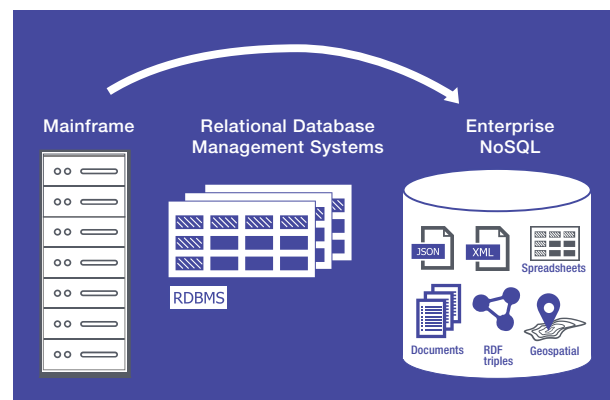 Mainframe
Relational Database
Management Systems
Enterprise
NoSQL
RDBMS
JSON
XML
Spreadsheets
Documents
RDF
triples
Geospatial